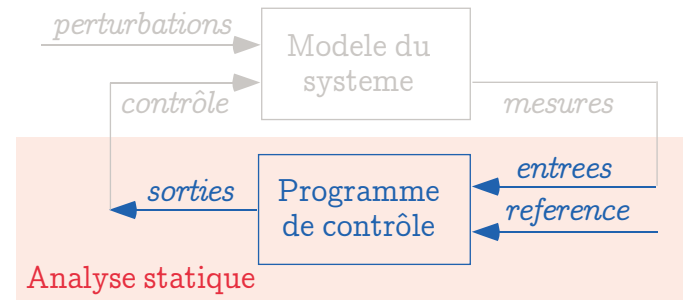 perturbations
Modele du
systeme
contrôle
mesures
entrees
sorties
Programme
de contrôle
reference
Analyse statique